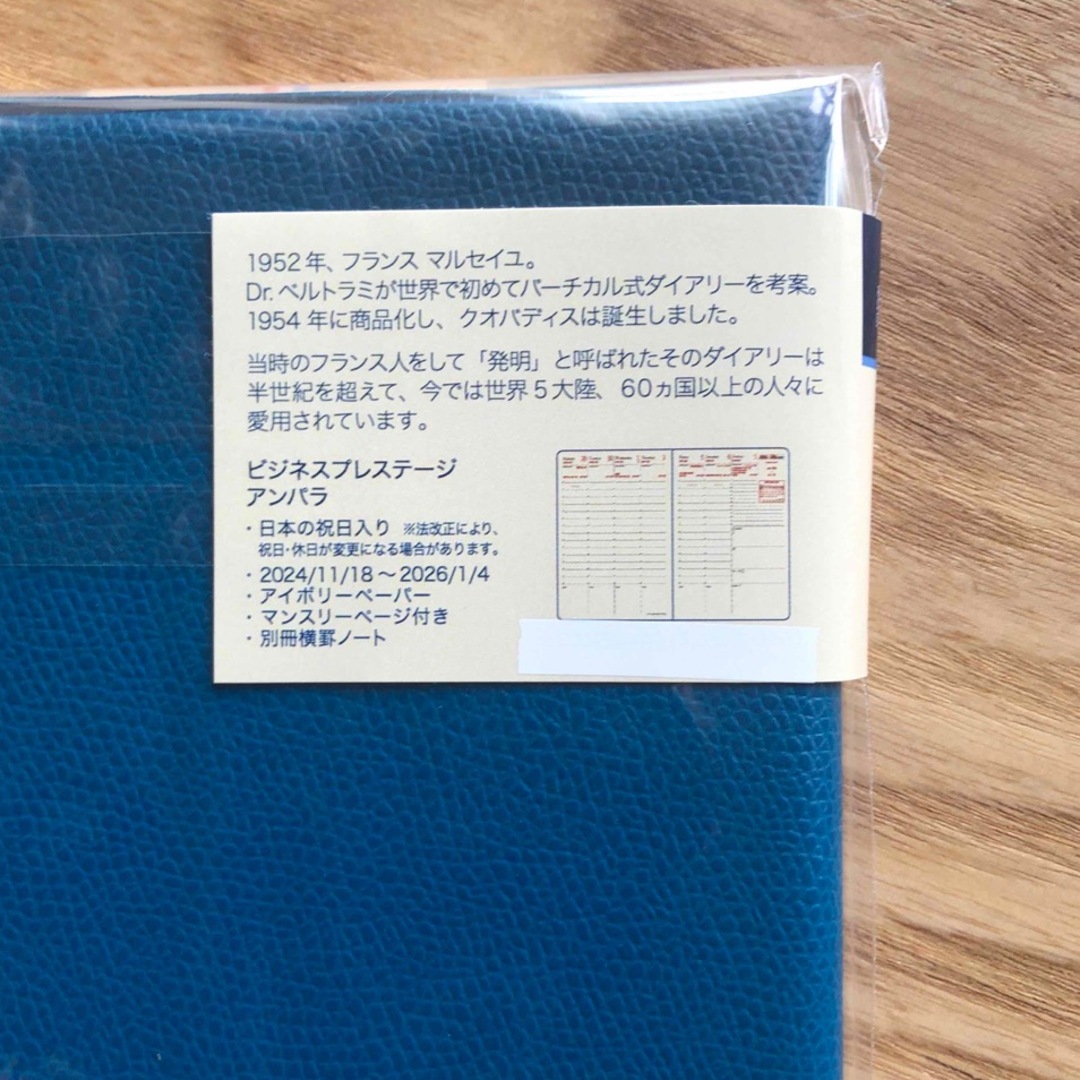 1952年、フランス マルセイユ。
Dr. ベルトラミが世界で初めてバーチカル式ダイアリーを考案。
1954 年に商品化し、クオバディスは誕生しました。
当時のフランス人をして「発明」と呼ばれたそのダイアリーは
半世紀を超えて、今では世界5大陸、60ヵ国以上の人々に
愛用されています。
ビジネスプレステージ
アンパラ
・日本の祝日入り ※法改正により、
祝日・休日が変更になる場合があります。
・2024/11/18～2026/1/4
・アイボリーペーパー
・マンスリーページ付き
・別冊横罫ノート